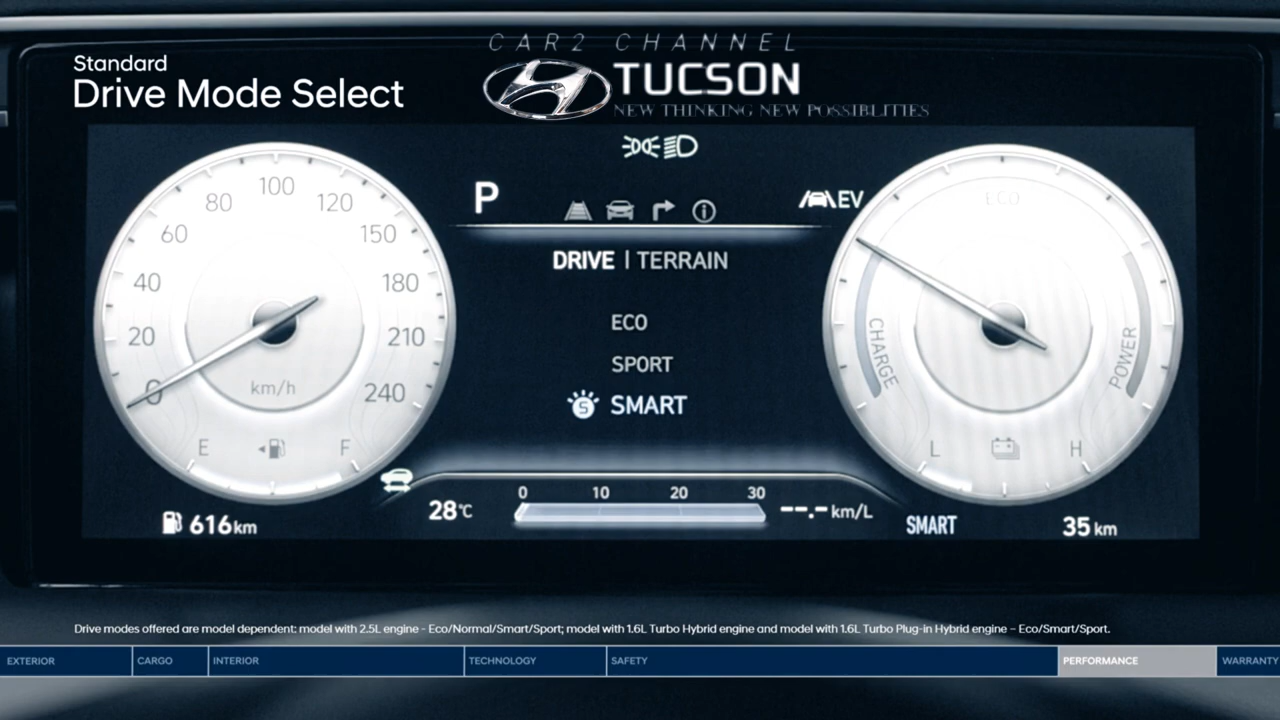 CAR2 CHANNEL
Standard
Drive Mode Select
TUCSON
NEW THINKING NEW POSSIBLITIES
P
EV
DRIVE | TERRAIN
ECO
SPORT
S SMART
0
20
40
60
80
100
120
150
180
210
240
km/h
E
F
616 km
28°C
0 10 20 30
--.- km/L
ECO
CHARGE
POWER
L
H
SMART
35 km
Drive modes offered are model dependent: model with 2.5L engine - Eco/Normal/Smart/Sport; model with 1.6L Turbo Hybrid engine and model with 1.6L Turbo Plug-in Hybrid engine – Eco/Smart/Sport.
EXTERIOR CARGO INTERIOR TECHNOLOGY SAFETY PERFORMANCE WARRANTY